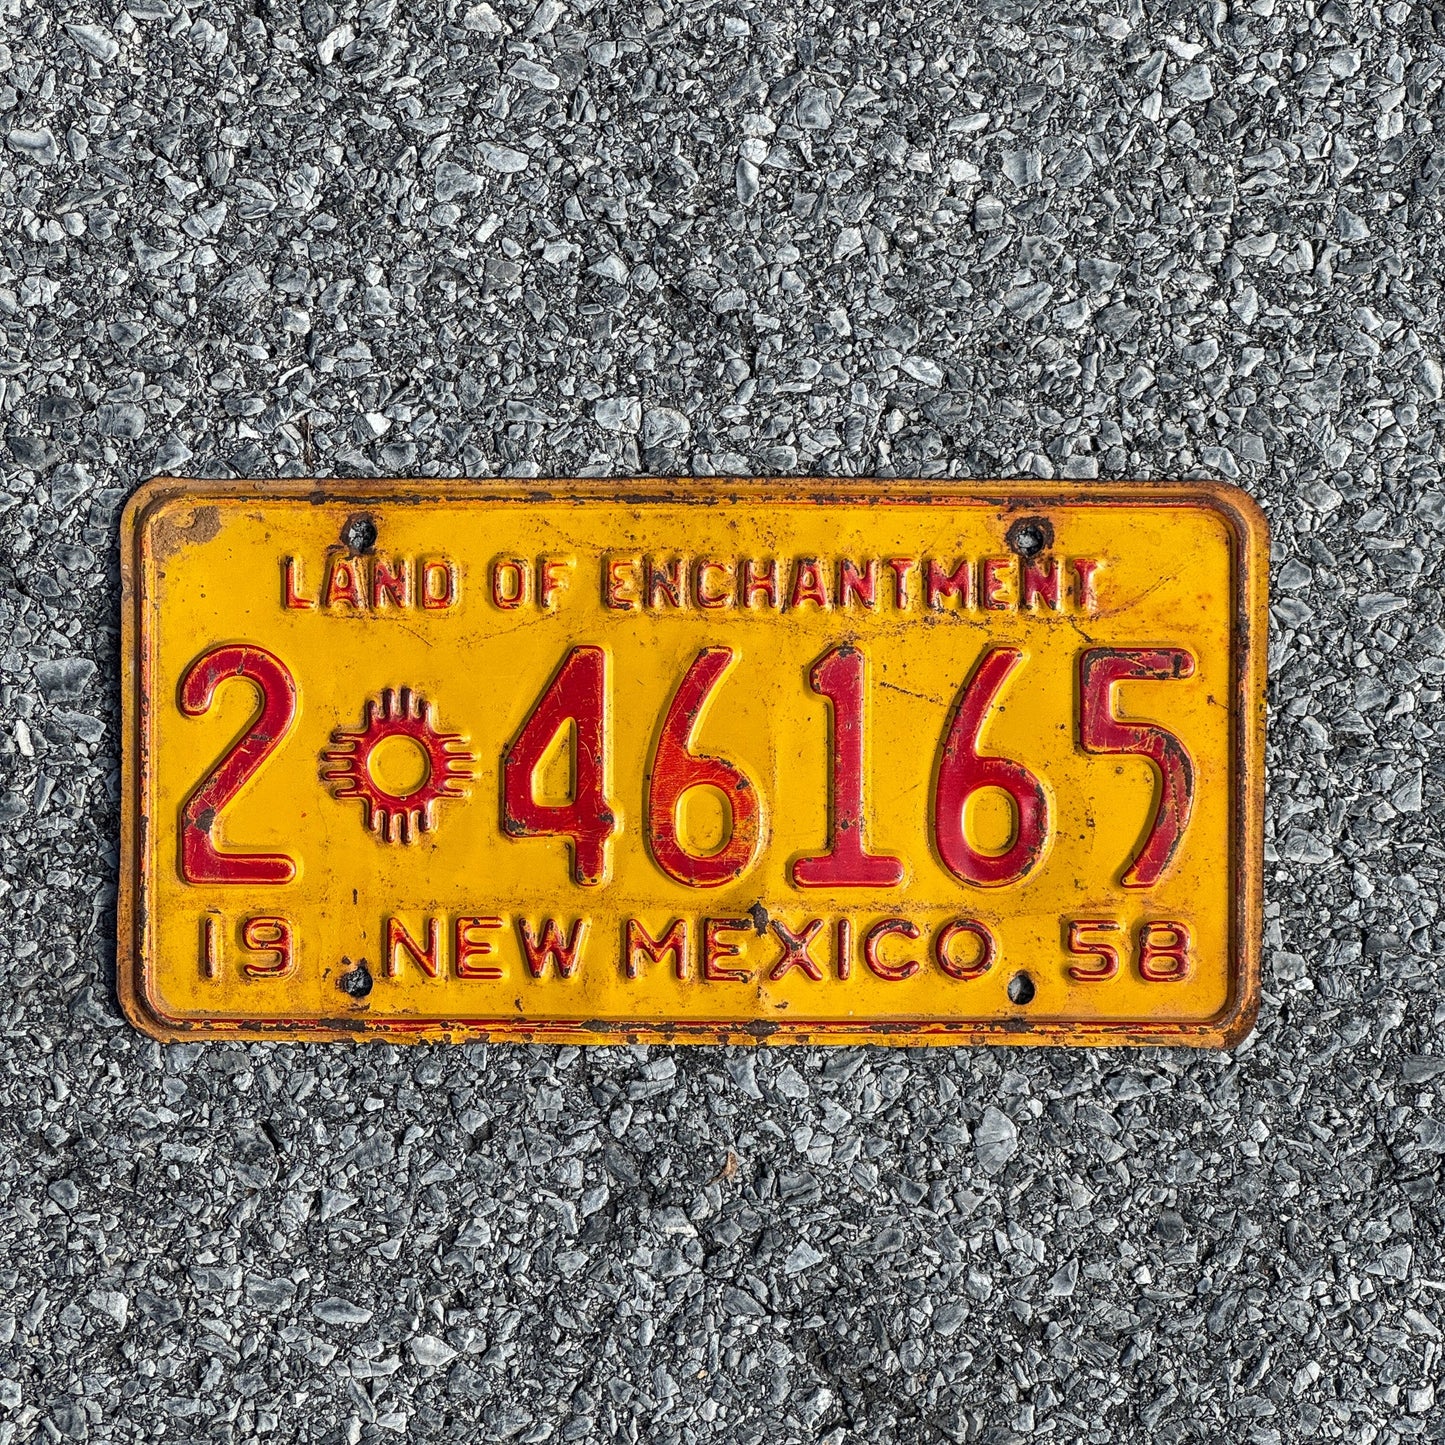 LAND OF ENCHANTMENT
2 46165
19 NEW MEXICO 58